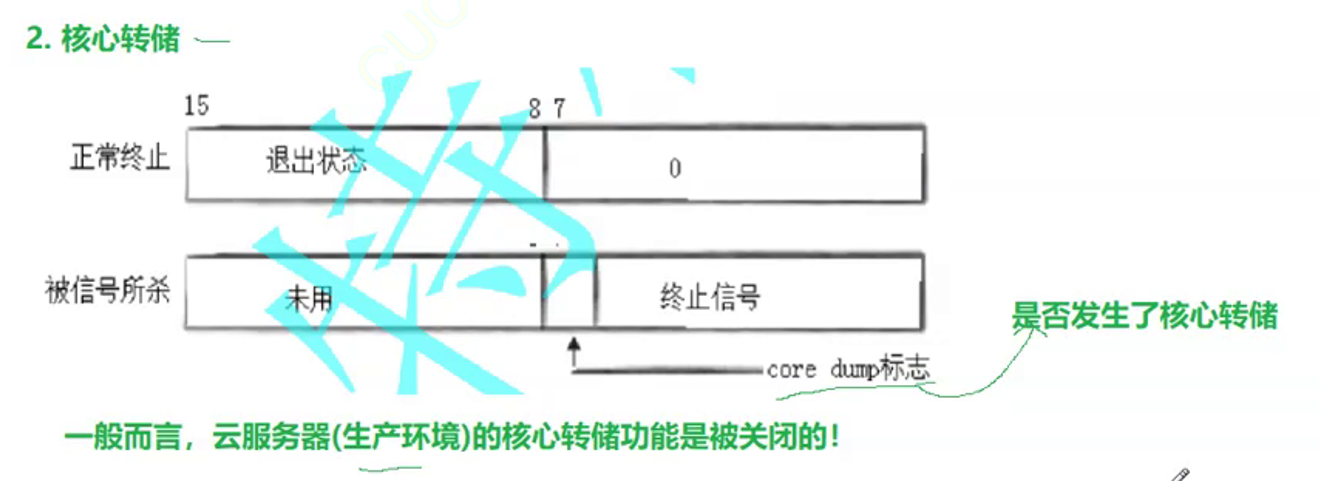 2. 核心转储
15 8 7
正常终止 退出状态 0
被信号所杀 未用 终止信号
是否发生了核心转储
core dump标志
一般而言，云服务器(生产环境)的核心转储功能是被关闭的！